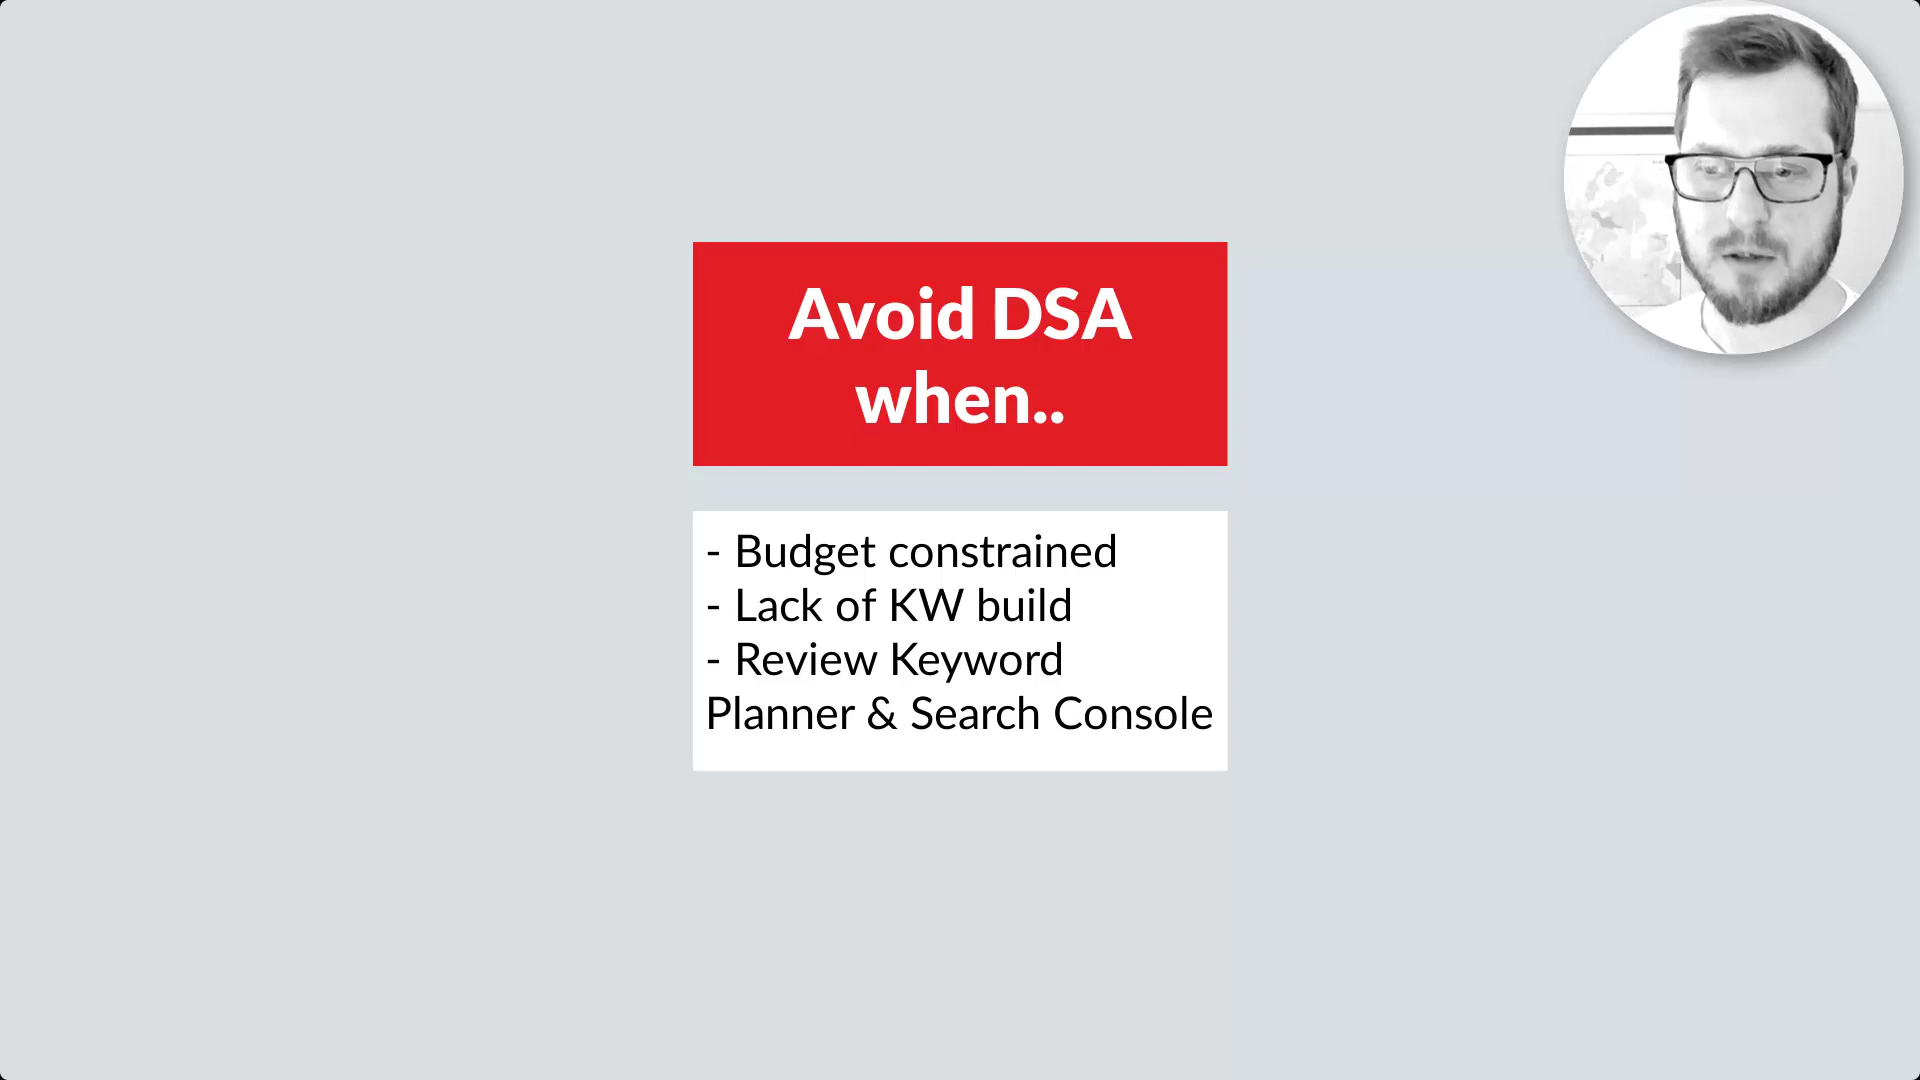 Avoid DSA
when..
- Budget constrained
- Lack of KW build
- Review Keyword
Planner & Search Console